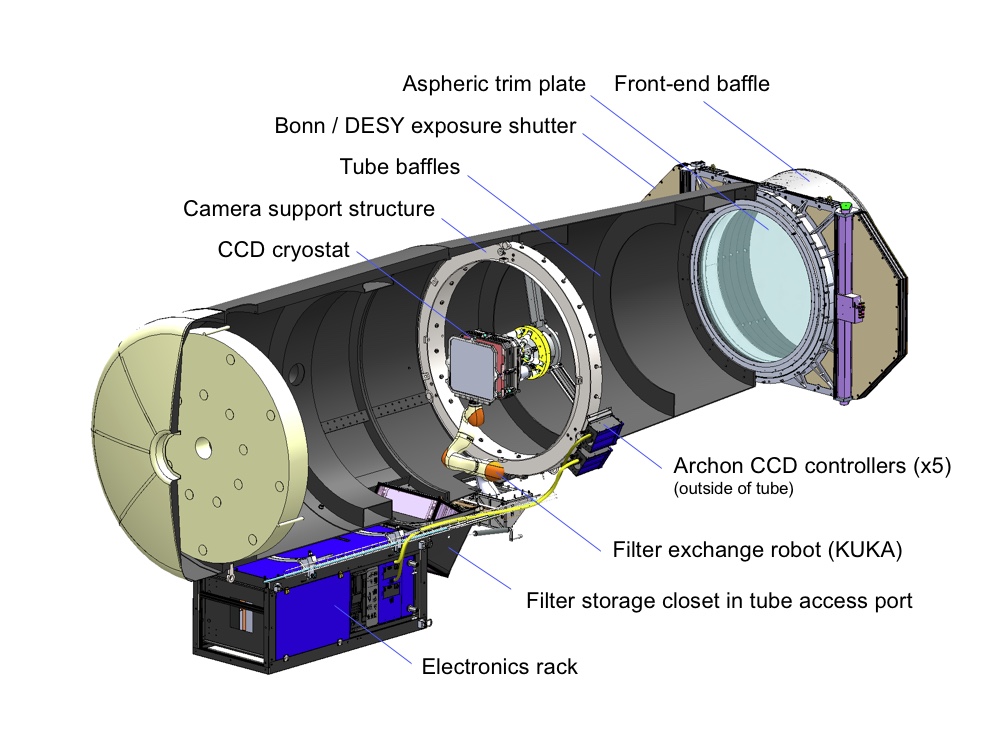 Aspheric trim plate
Front-end baffle
Bonn / DESY exposure shutter
Tube baffles
Camera support structure
CCD cryostat
Archon CCD controllers (x5)
(outside of tube)
Filter exchange robot (KUKA)
Filter storage closet in tube access port
Electronics rack